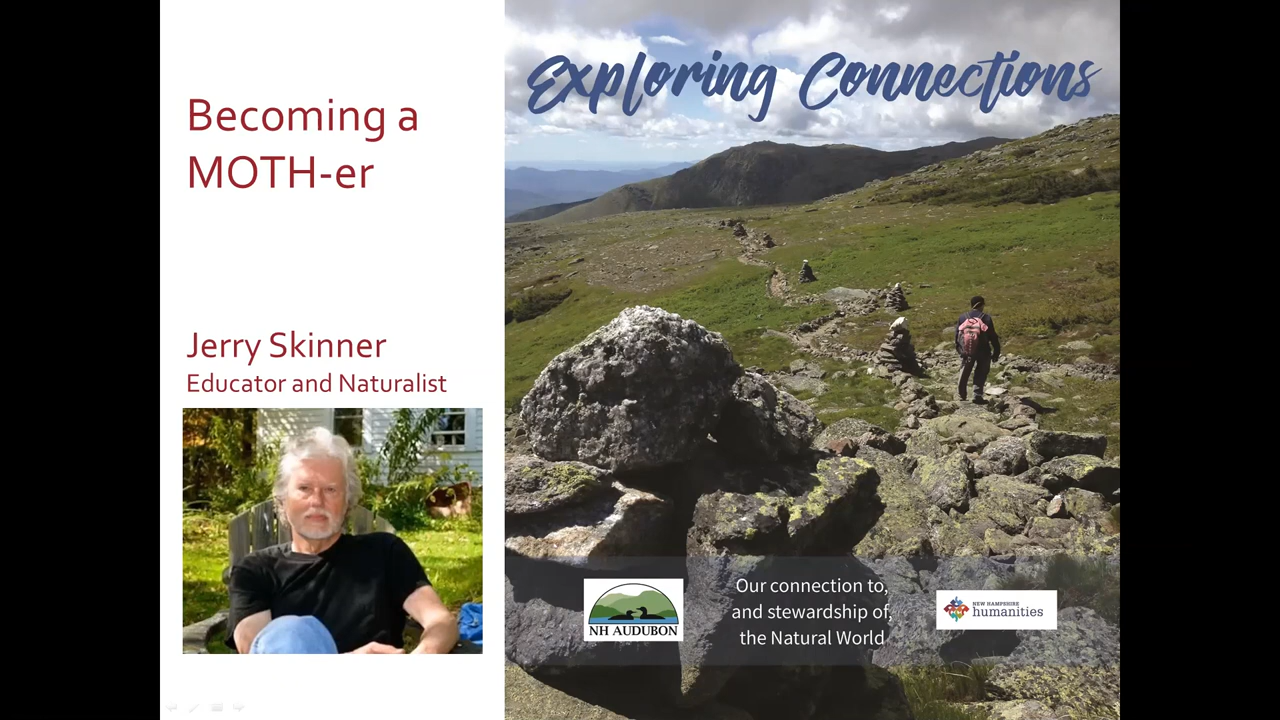 Becoming a
MOTH-er
Jerry Skinner
Educator and Naturalist
Exploring Connections
NH AUDUBON
Our connection to,
and stewardship of,
the Natural World
NEW HAMPSHIRE
humanities